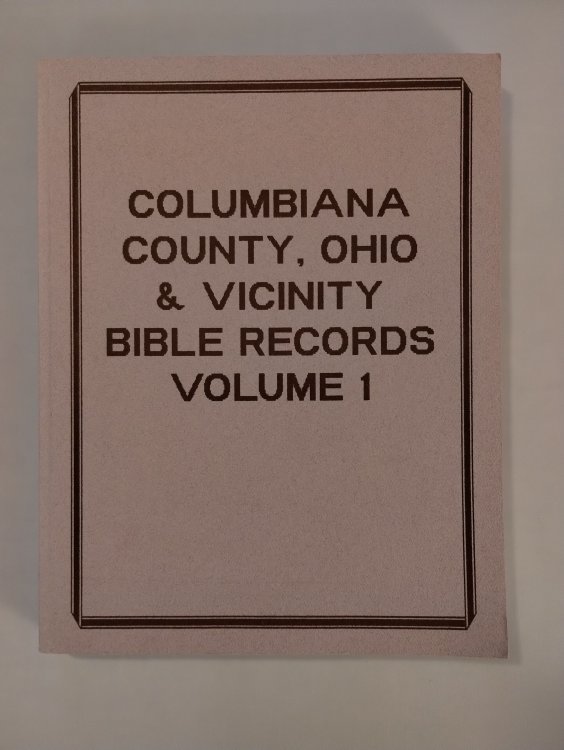 COLUMBIANA
COUNTY, OHIO
& VICINITY
BIBLE RECORDS
VOLUME 1